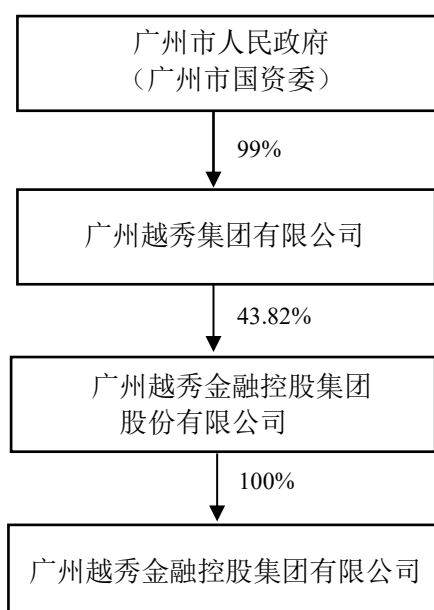 广州市人民政府
（广州市国资委）
99%
广州越秀集团有限公司
43.82%
广州越秀金融控股集团
股份有限公司
100%
广州越秀金融控股集团有限公司